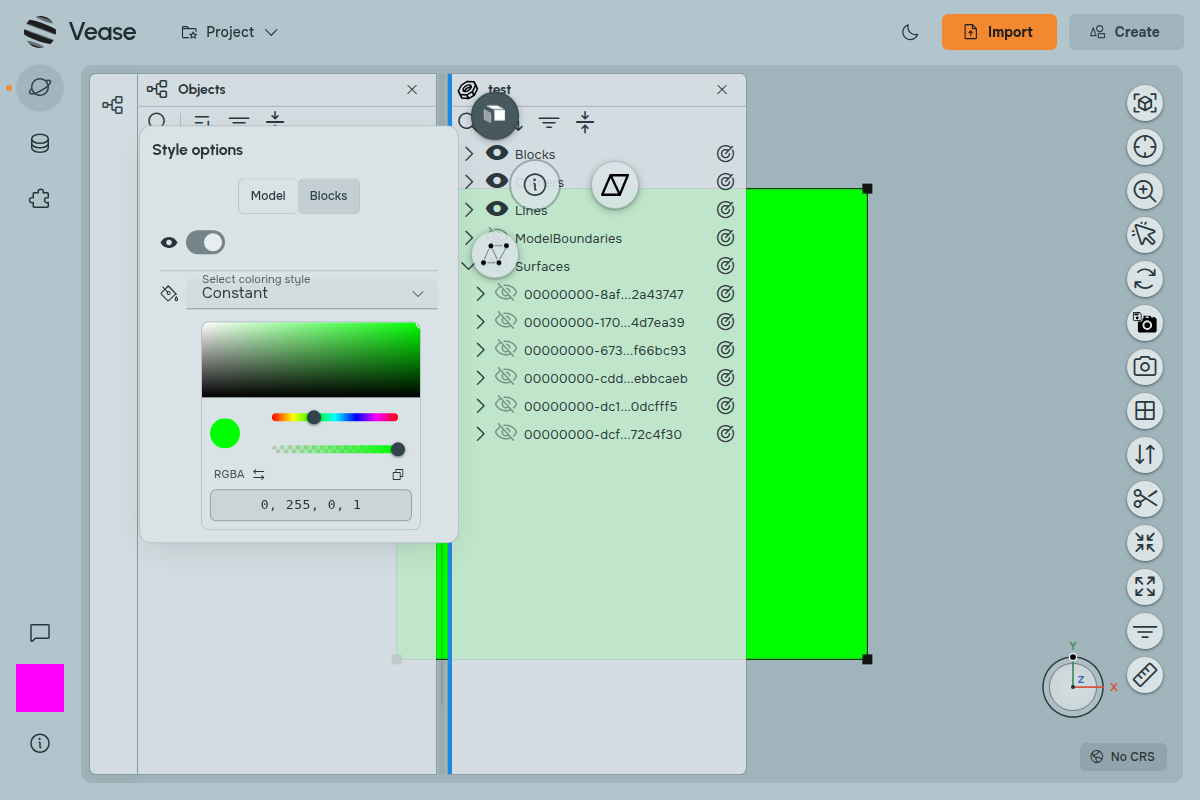 Vease
Project
Import
Create
Objects
test
Style options
Model
Blocks
Select coloring style
Constant
RGBA
0, 255, 0, 1
Blocks
Lines
ModelBoundaries
Surfaces
00000000-8af...2a43747
00000000-170...4d7ea39
00000000-673...f66bc93
00000000-cdd...ebbcaeb
00000000-dc1...0dcfff5
00000000-dcf...72c4f30
Y
Z
X
No CRS